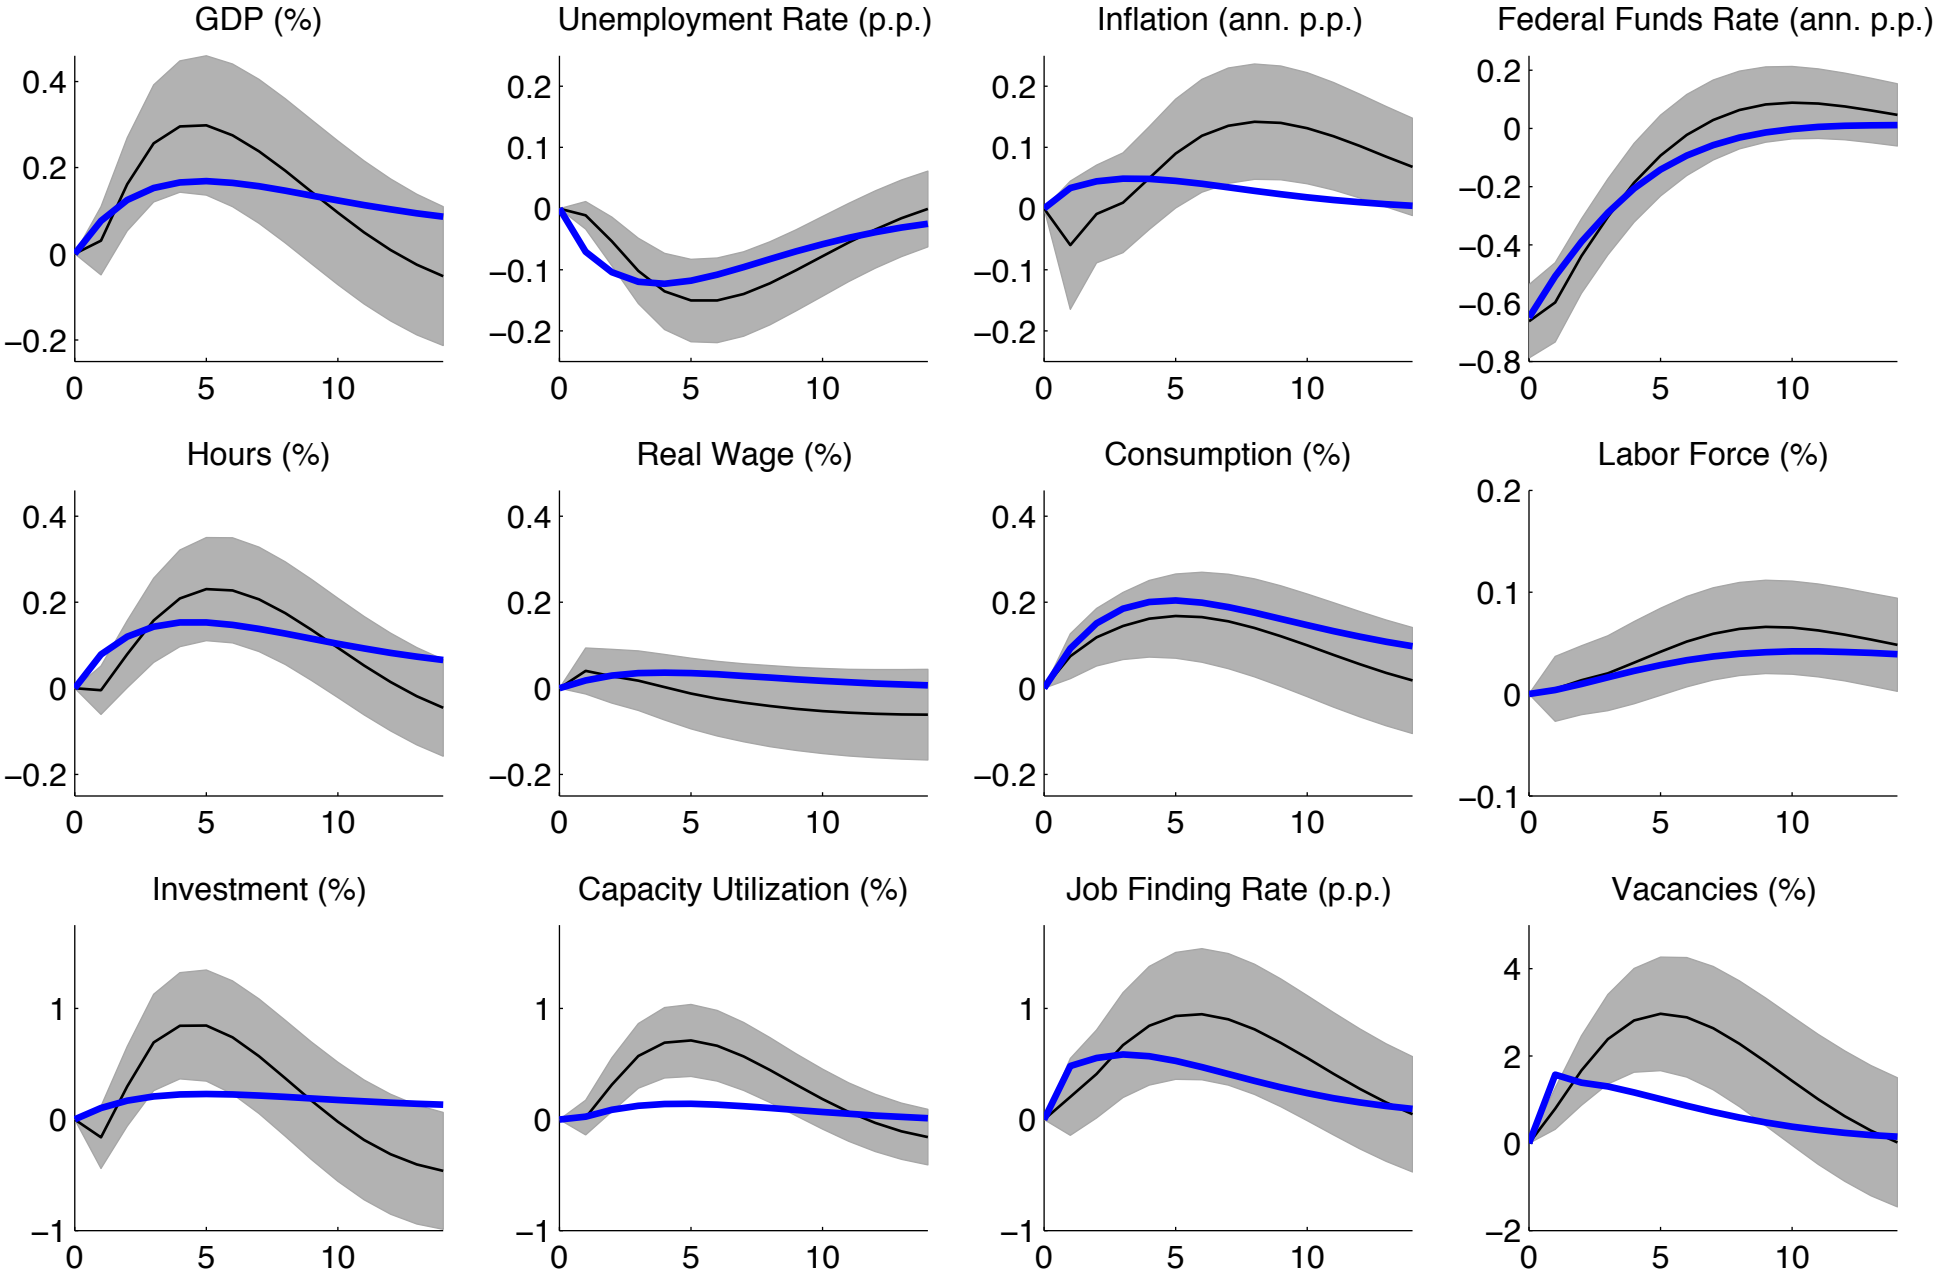 GDP (%)
Unemployment Rate (p.p.)
Inflation (ann. p.p.)
Federal Funds Rate (ann. p.p.)
0.4
0.2
0
−0.2
0 5 10
0.2
0.1
0
−0.1
−0.2
0 5 10
0.2
0.1
0
−0.1
−0.2
0 5 10
0.2
0
−0.2
−0.4
−0.6
−0.8
0 5 10
Hours (%)
Real Wage (%)
Consumption (%)
Labor Force (%)
0.4
0.2
0
−0.2
0 5 10
0.4
0.2
0
−0.2
0 5 10
0.4
0.2
0
−0.2
0 5 10
0.2
0.1
0
−0.1
0 5 10
Investment (%)
Capacity Utilization (%)
Job Finding Rate (p.p.)
Vacancies (%)
1
0
−1
0 5 10
1
0
−1
0 5 10
1
0
−1
0 5 10
4
2
0
−2
0 5 10